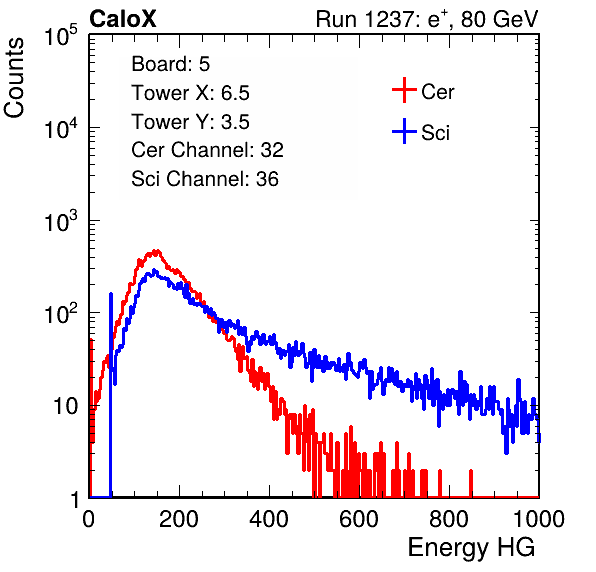 CaloX Run 1237: e⁺, 80 GeV
Counts
Board: 5
Tower X: 6.5
Tower Y: 3.5
Cer Channel: 32
Sci Channel: 36
Cer
Sci
10⁵
10⁴
10³
10²
10
1
0 200 400 600 800 1000
Energy HG